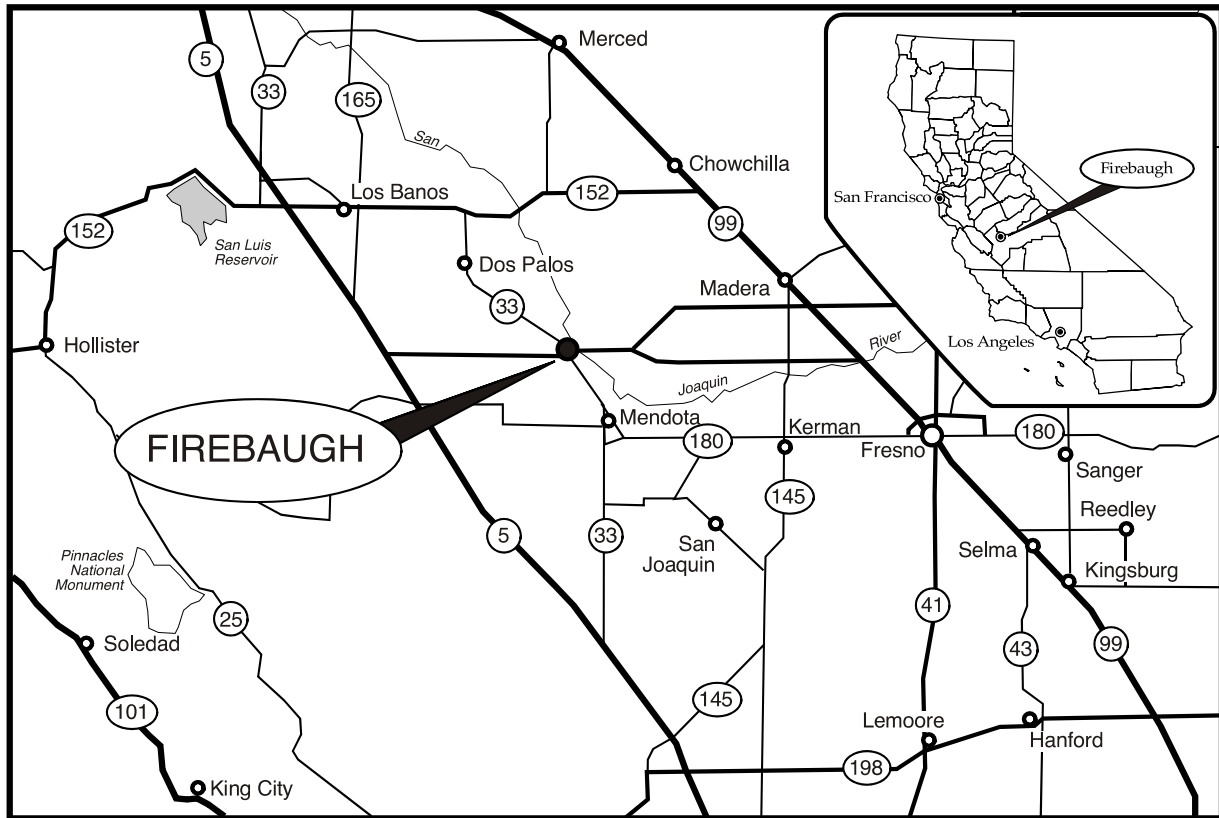 5
33
165
Merced
San
Chowchilla
Los Banos
152
152
99
San Luis
Reservoir
Dos Palos
33
Madera
River
Hollister
Joaquin
FIREBAUGH
Mendota
180
Kerman
Fresno
180
Sanger
145
Reedley
5
33
San
Joaquin
Selma
Kingsburg
Pinnacles
National
Monument
25
41
43
99
Soledad
101
145
Lemoore
Hanford
198
King City
Firebaugh
San Francisco
Los Angeles